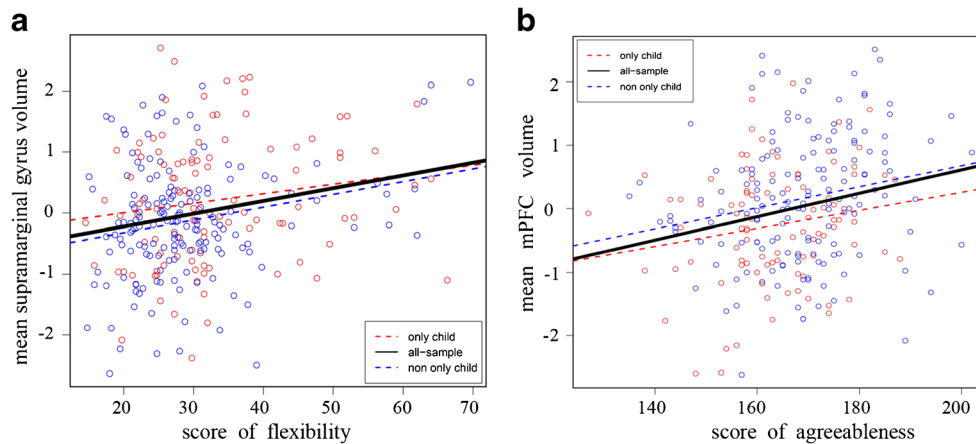 a
mean supramarginal gyrus volume
2
1
0
-1
-2
20 30 40 50 60 70
score of flexibility
only child
all-sample
non only child
b
mean mPFC volume
2
1
0
-1
-2
140 160 180 200
score of agreeableness
only child
all-sample
non only child